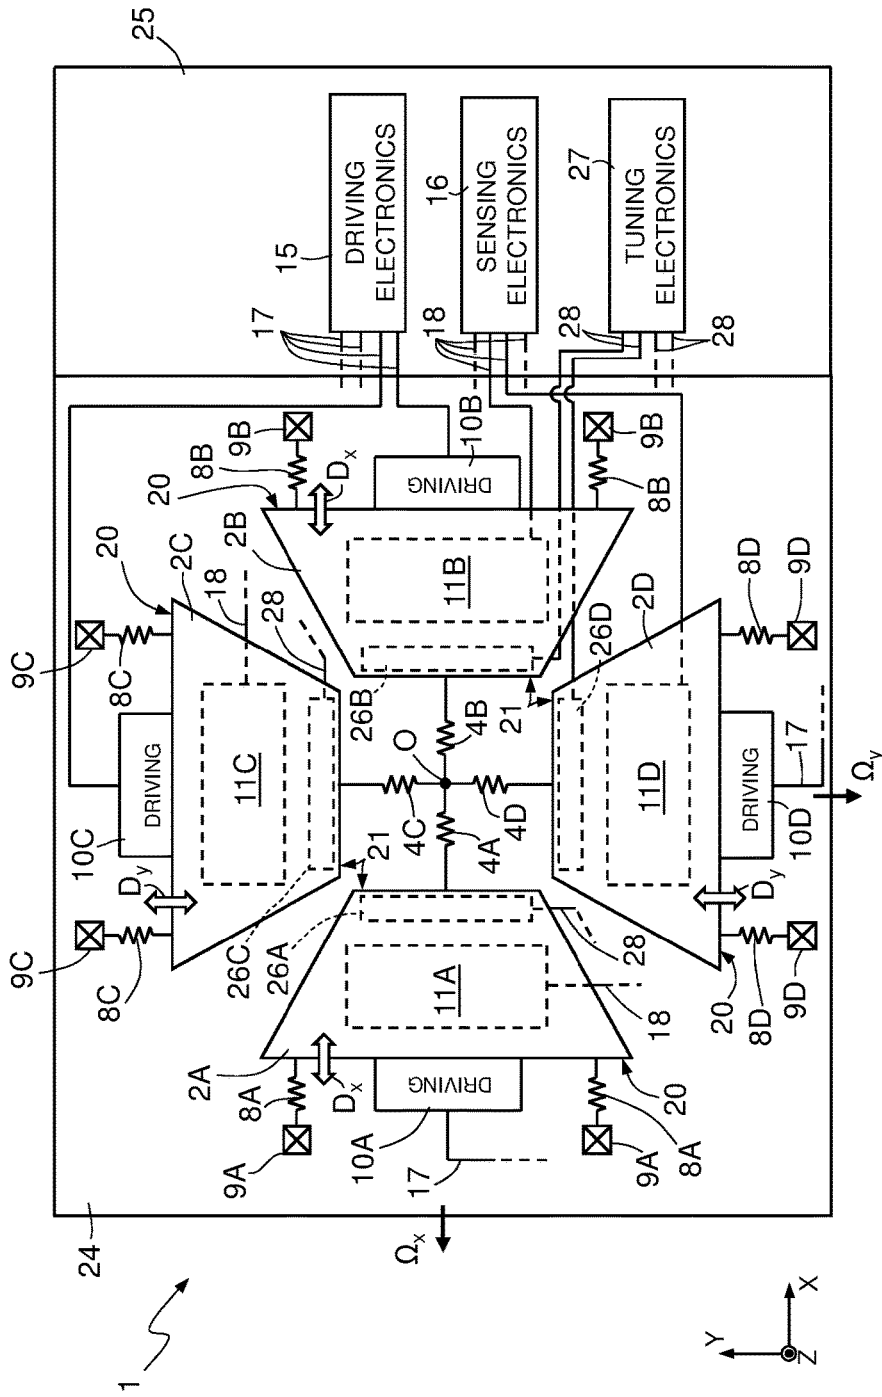 25
15
DRIVING
ELECTRONICS
16
SENSING
ELECTRONICS
27
TUNING
ELECTRONICS
17
18
28
28
9B
8B
Dx
20
2B
10B
DRIVING
11B
26B
9B
8B
20
2C
18
28
9C
8C
10C
DRIVING
11C
Dy
26C
9C
8C
21
4B
O
4C
4D
4A
21
26D
2D
8D
9D
11D
DRIVING
10D
17
Ωy
Dy
20
8D
9D
26A
11A
28
18
2A
8A
Dx
9A
10A
DRIVING
17
20
8A
9A
24
Ωx
1
Y
X
Z